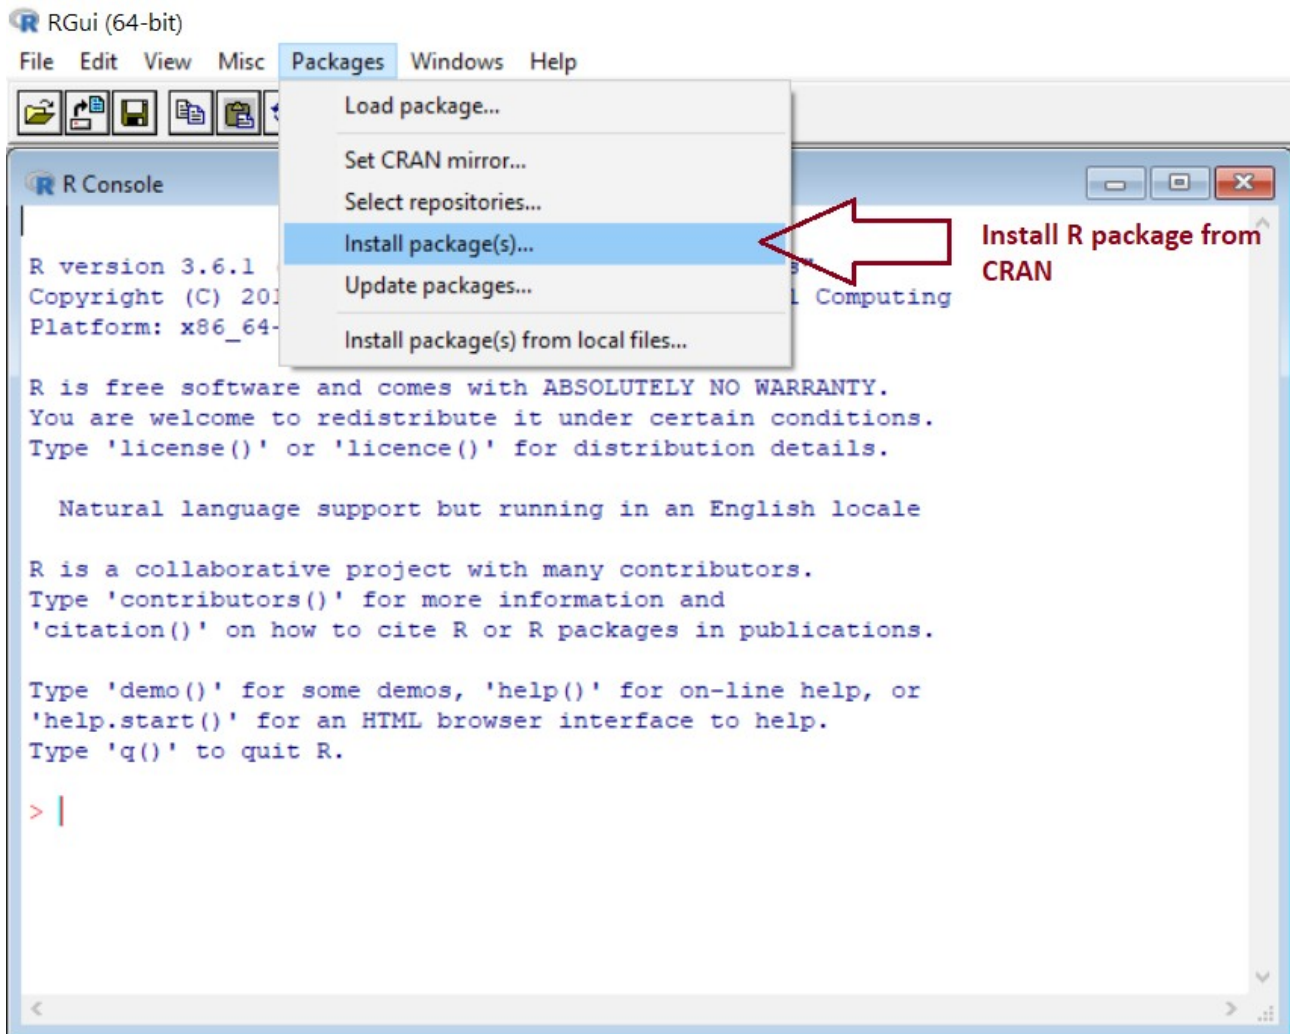 RGui (64-bit)
File Edit View Misc Packages Windows Help
Load package...
Set CRAN mirror...
Select repositories...
Install package(s)...
Update packages...
Install package(s) from local files...
Install R package from
CRAN
R Console
R version 3.6.1 s"
Copyright (C) 201 l Computing
Platform: x86_64-
R is free software and comes with ABSOLUTELY NO WARRANTY.
You are welcome to redistribute it under certain conditions.
Type 'license()' or 'licence()' for distribution details.
Natural language support but running in an English locale
R is a collaborative project with many contributors.
Type 'contributors()' for more information and
'citation()' on how to cite R or R packages in publications.
Type 'demo()' for some demos, 'help()' for on-line help, or
'help.start()' for an HTML browser interface to help.
Type 'q()' to quit R.
>